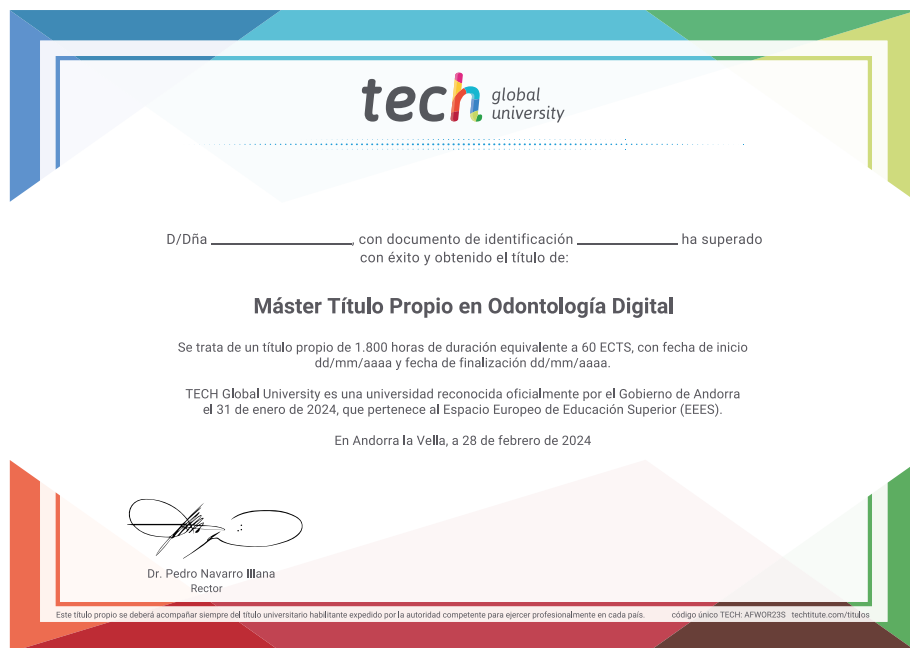 tech global university
D/Dña ________________, con documento de identificación ____________ ha superado
con éxito y obtenido el título de:
Máster Título Propio en Odontología Digital
Se trata de un título propio de 1.800 horas de duración equivalente a 60 ECTS, con fecha de inicio
dd/mm/aaaa y fecha de finalización dd/mm/aaaa.
TECH Global University es una universidad reconocida oficialmente por el Gobierno de Andorra
el 31 de enero de 2024, que pertenece al Espacio Europeo de Educación Superior (EEES).
En Andorra la Vella, a 28 de febrero de 2024
Dr. Pedro Navarro Illana
Rector
Este título propio se deberá acompañar siempre del título universitario habilitante expedido por la autoridad competente para ejercer profesionalmente en cada país.
código único TECH: AFWOR23S techtitute.com/titulos